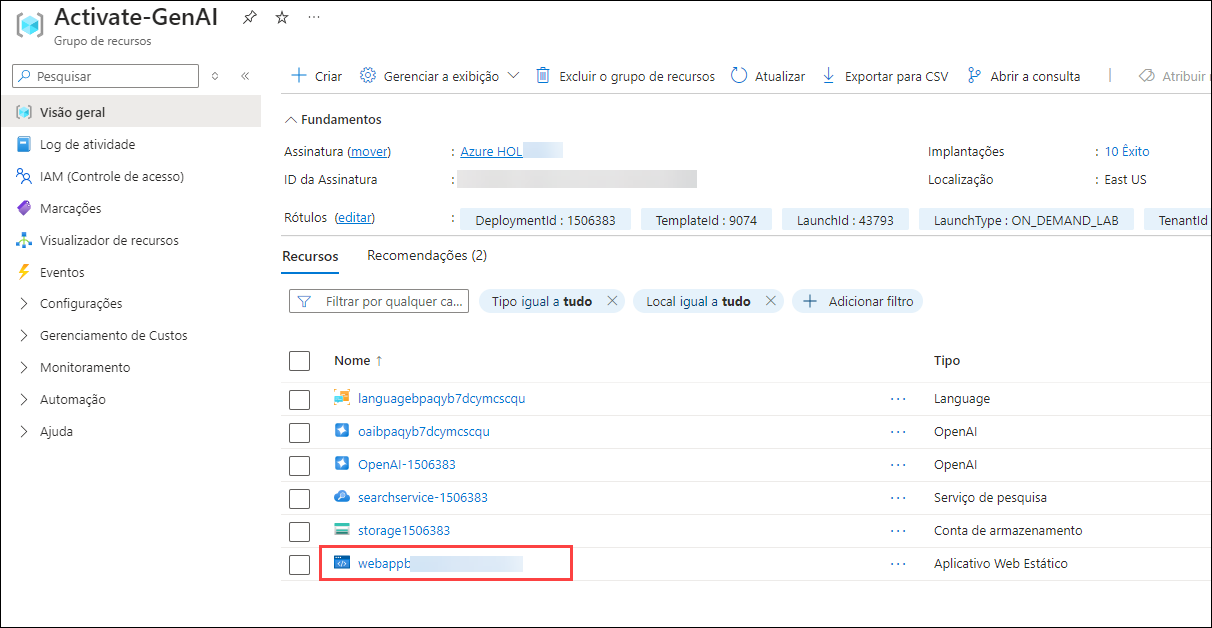 Activate-GenAI
Grupo de recursos
Pesquisar
Criar Gerenciar a exibição Excluir o grupo de recursos Atualizar Exportar para CSV Abrir a consulta Atribuir
Visão geral
Log de atividade
IAM (Controle de acesso)
Marcações
Visualizador de recursos
Eventos
Configurações
Gerenciamento de Custos
Monitoramento
Automação
Ajuda
Fundamentos
Assinatura (mover) : Azure HOL
ID da Assinatura :
Implantações : 10 Êxito
Localização : East US
Rótulos (editar) : DeploymentId : 1506383 TemplateId : 9074 LaunchId : 43793 LaunchType : ON_DEMAND_LAB TenantId
Recursos Recomendações (2)
Filtrar por qualquer ca... Tipo igual a tudo Local igual a tudo Adicionar filtro
Nome ↑ Tipo
languagebpaqyb7dcymcscqu ... Language
oaibpaqyb7dcymcscqu ... OpenAI
OpenAI-1506383 ... OpenAI
searchservice-1506383 ... Serviço de pesquisa
storage1506383 ... Conta de armazenamento
webappb ... Aplicativo Web Estático